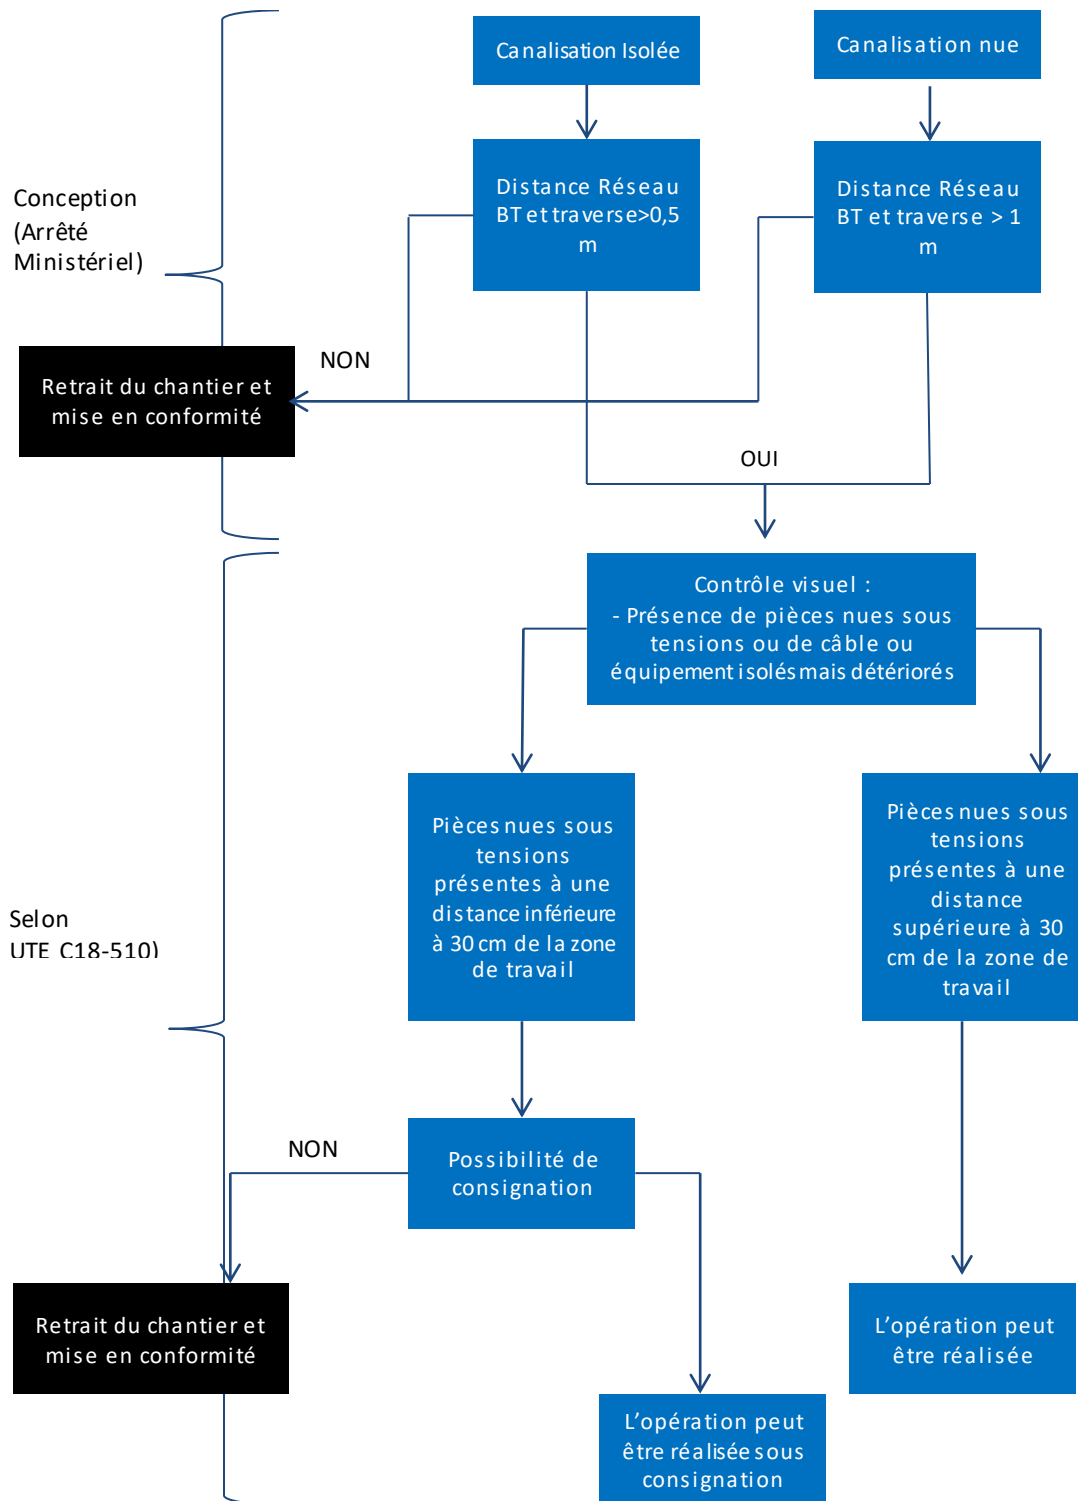 Canalisation Isolée
Canalisation nue
Distance Réseau
BT et traverse>0,5
m
Distance Réseau
BT et traverse > 1
m
Conception
(Arrêté
Ministériel)
NON
Retrait du chantier et
mise en conformité
OUI
Contrôle visuel :
- Présence de pièces nues sous
tensions ou de câble ou
équipement isolés mais détériorés
Pièces nues sous
tensions
présentes à une
distance inférieure
à 30 cm de la zone
de travail
Pièces nues sous
tensions
présentes à une
distance
supérieure à 30
cm de la zone de
travail
Selon
UTE C18-510)
NON
Possibilité de
consignation
Retrait du chantier et
mise en conformité
L’opération peut
être réalisée
L’opération peut
être réalisée sous
consignation